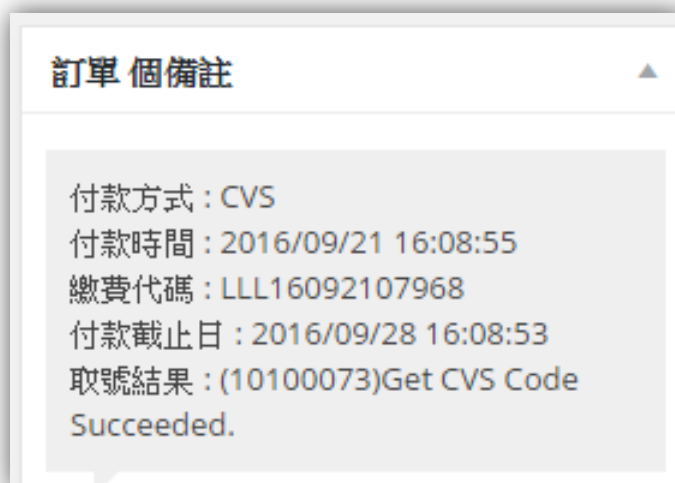 訂單 個備註
付款方式 : CVS
付款時間 : 2016/09/21 16:08:55
繳費代碼 : LLL16092107968
付款截止日 : 2016/09/28 16:08:53
取號結果 : (10100073)Get CVS Code
Succeeded.